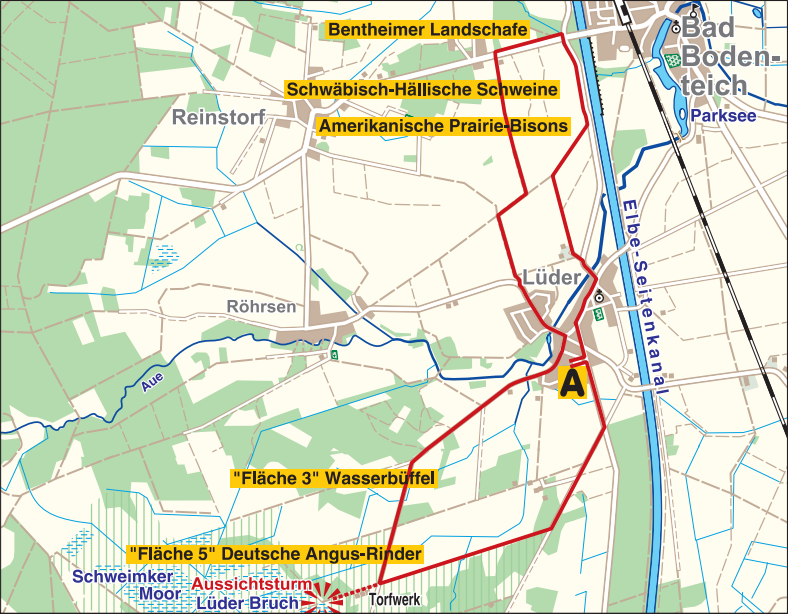 Bentheimer Landschafe
Bad
Boden-
teich
Schwäbisch-Hällische Schweine
Reinstorf
Amerikanische Prairie-Bisons
Parksee
Elbe-Seitenkanal
Lüder
Röhrsen
Aue
A
"Fläche 3" Wasserbüffel
"Fläche 5" Deutsche Angus-Rinder
Schweimker
Moor
Aussichtsturm
Lüder Bruch
Torfwerk